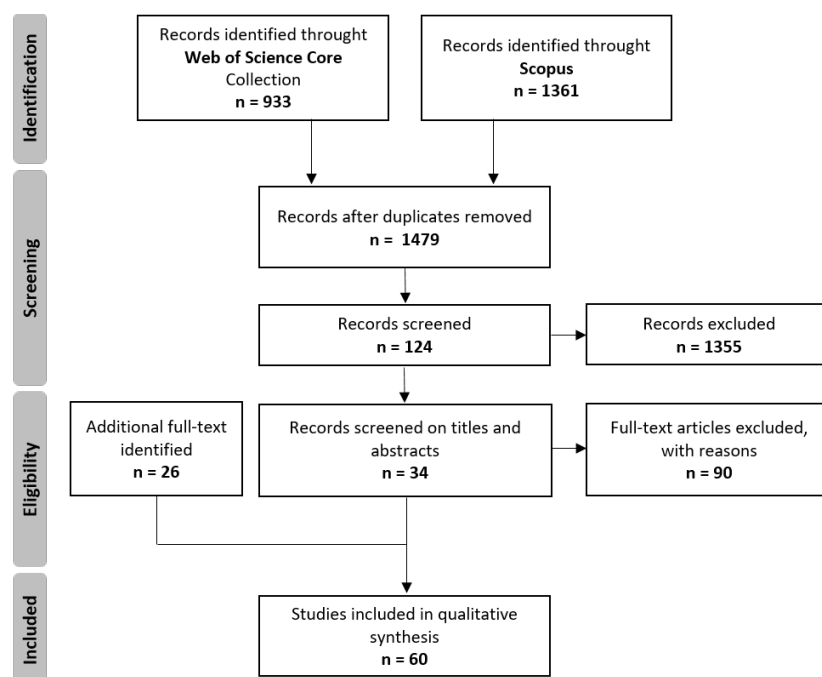 Identification
Records identified throught
Web of Science Core
Collection
n = 933
Records identified throught
Scopus
n = 1361
Screening
Records after duplicates removed
n = 1479
Records screened
n = 124
Records excluded
n = 1355
Eligibility
Additional full-text
identified
n = 26
Records screened on titles and
abstracts
n = 34
Full-text articles excluded,
with reasons
n = 90
Included
Studies included in qualitative
synthesis
n = 60